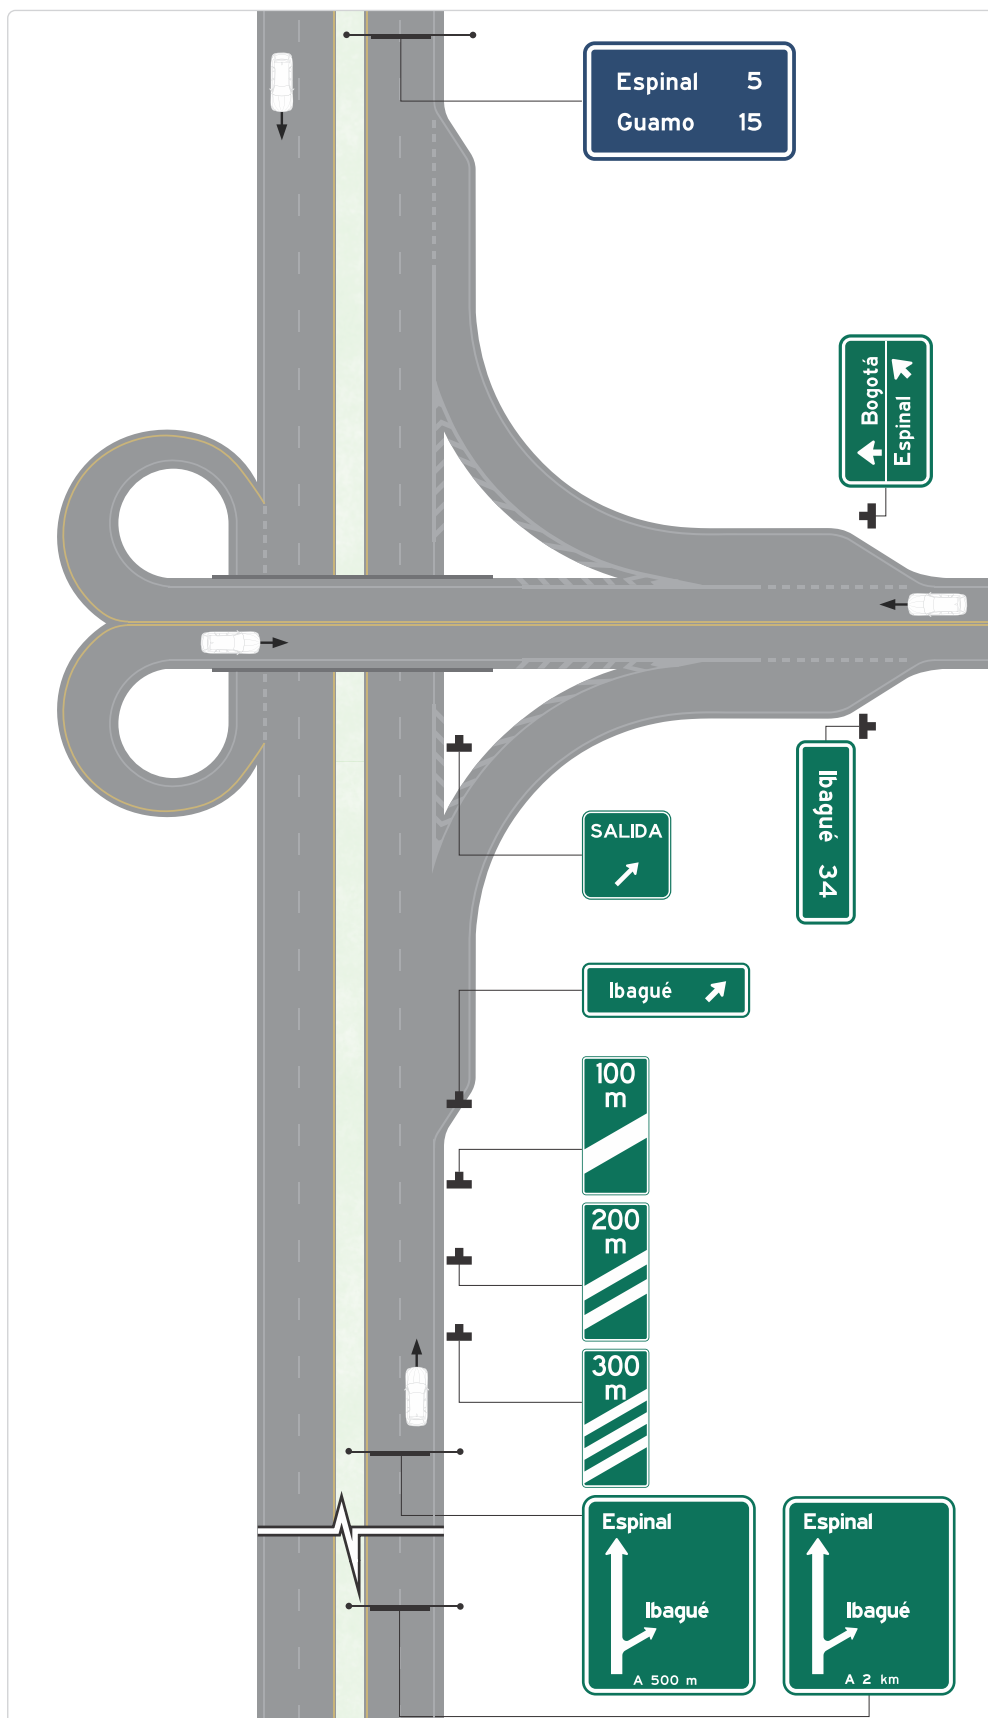 Espinal 5
Guamo 15
Bogotá
Espinal
SALIDA
Ibagué 34
Ibagué
100
m
200
m
300
m
Espinal
Ibagué
A 500 m
Espinal
Ibagué
A 2 km